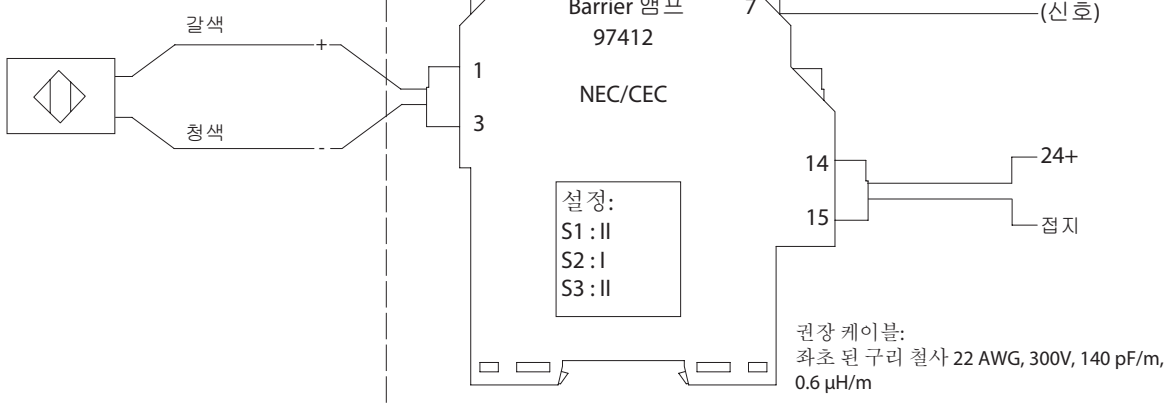 Barrier 앰프
97412
NEC/CEC
7
(신호)
갈색
+
청색
-
1
3
설정:
S1 : II
S2 : I
S3 : II
14
15
24+
접지
권장 케이블:
좌초 된 구리 철사 22 AWG, 300V, 140 pF/m,
0.6 µH/m